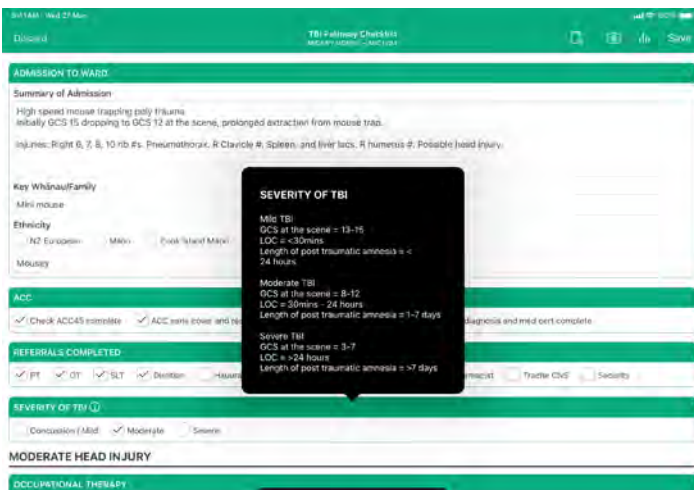 Wed 27 Mar
Discard
TBI Pathway Checklist
Save
ADMISSION TO WARD
Summary of Admission
High speed mouse trapping poly trauma
Initially GCS 15 dropping to GCS 12 at the scene, prolonged extraction from mouse trap.
Injuries: Right 6, 7, 8, 10 rib #s. Pneumothorax. R Clavicle #. Spleen, and liver lacs. R humerus #. Possible head injury.
Key Whānau/Family
Mini mouse
Ethnicity
NZ European Māori Cook Island Māori
Mousey
SEVERITY OF TBI
Mild TBI
GCS at the scene = 13-15
LOC = <30mins
Length of post traumatic amnesia = <
24 hours
Moderate TBI
GCS at the scene = 8-12
LOC = 30mins - 24 hours
Length of post traumatic amnesia = 1-7 days
Severe TBI
GCS at the scene = 3-7
LOC = >24 hours
Length of post traumatic amnesia = >7 days
ACC
Check ACC45 complete ACC sens cover and diagnosis and med cert complete
REFERRALS COMPLETED
PT OT SLT Dietitian Security
SEVERITY OF TBI ⓘ
Concussion / Mild Moderate Severe
MODERATE HEAD INJURY
OCCUPATIONAL THERAPY